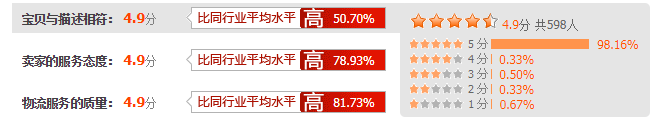 宝贝与描述相符： 4.9分 比同行业平均水平 高 50.70%
卖家的服务态度： 4.9分 比同行业平均水平 高 78.93%
物流服务的质量： 4.9分 比同行业平均水平 高 81.73%
4.9分 共598人
5 分 98.16%
4 分 0.33%
3 分 0.50%
2 分 0.33%
1 分 0.67%